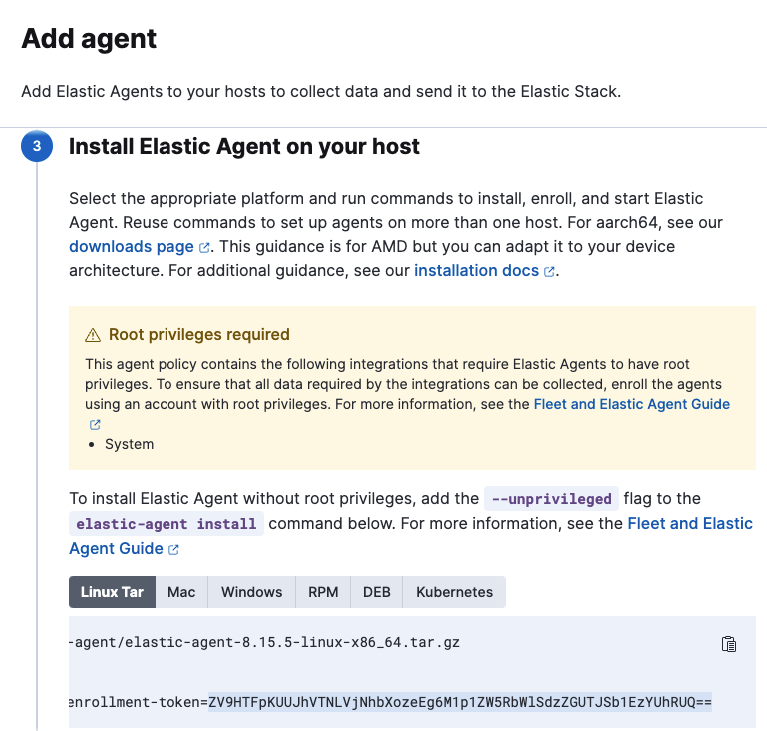 Add agent
Add Elastic Agents to your hosts to collect data and send it to the Elastic Stack.
3 Install Elastic Agent on your host
Select the appropriate platform and run commands to install, enroll, and start Elastic
Agent. Reuse commands to set up agents on more than one host. For aarch64, see our
downloads page. This guidance is for AMD but you can adapt it to your device
architecture. For additional guidance, see our installation docs.
Root privileges required
This agent policy contains the following integrations that require Elastic Agents to have root
privileges. To ensure that all data required by the integrations can be collected, enroll the agents
using an account with root privileges. For more information, see the Fleet and Elastic Agent Guide
• System
To install Elastic Agent without root privileges, add the --unprivileged flag to the
elastic-agent install command below. For more information, see the Fleet and Elastic
Agent Guide
Linux Tar Mac Windows RPM DEB Kubernetes
-agent/elastic-agent-8.15.5-linux-x86_64.tar.gz
enrollment-token=ZV9HTFpKUUJhVTNLVjNhbXozeEg6M1p1ZW5RbWlSdzZGUTJSb1EzYUhRUQ==